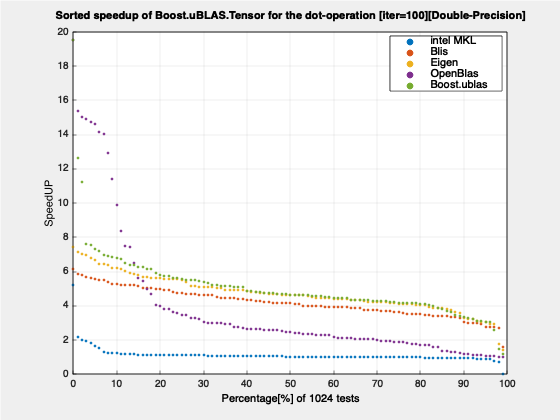 Sorted speedup of Boost.uBLAS.Tensor for the dot-operation [iter=100][Double-Precision]
intel MKL
Blis
Eigen
OpenBlas
Boost.ublas
SpeedUP
20
18
16
14
12
10
8
6
4
2
0
0 10 20 30 40 50 60 70 80 90 100
Percentage[%] of 1024 tests